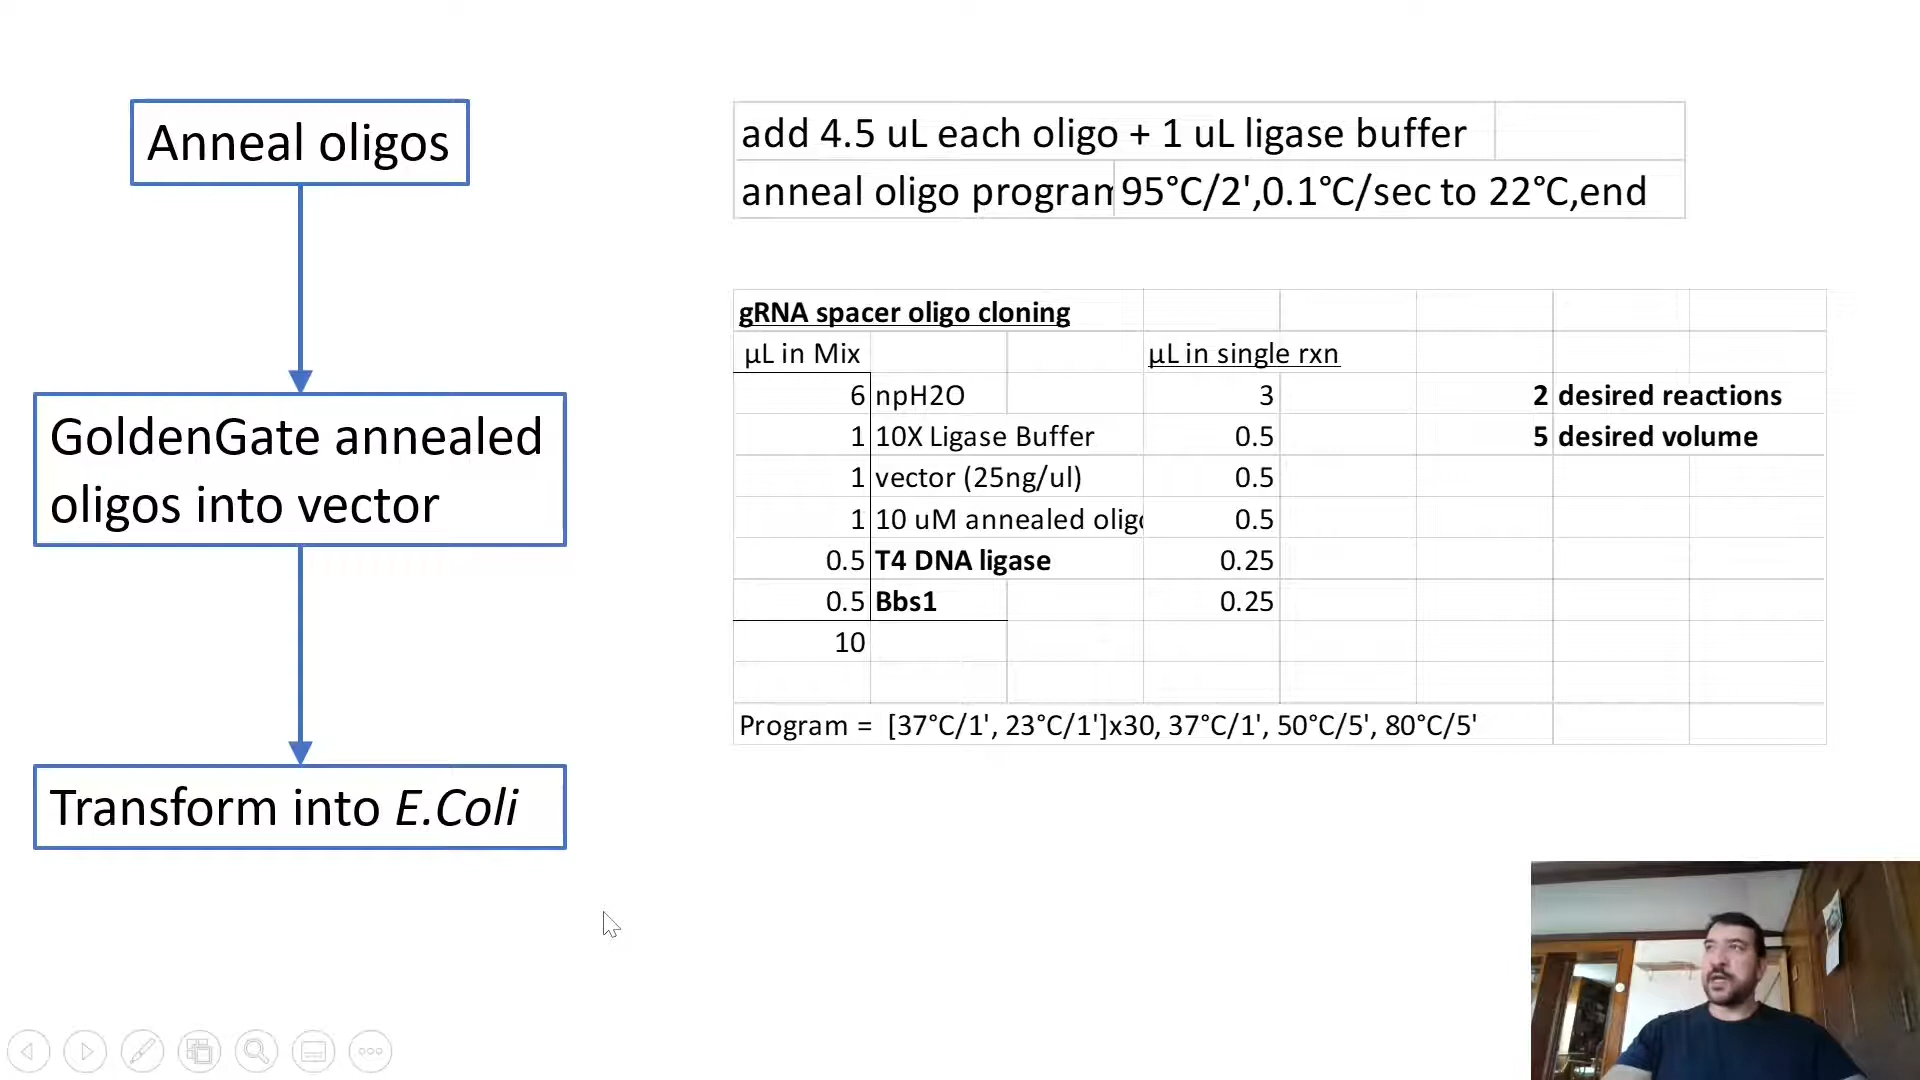 Anneal oligos
GoldenGate annealed
oligos into vector
Transform into E.Coli
add 4.5 uL each oligo + 1 uL ligase buffer
anneal oligo program 95°C/2',0.1°C/sec to 22°C,end
gRNA spacer oligo cloning
µL in Mix µL in single rxn
6 npH2O 3 2 desired reactions
1 10X Ligase Buffer 0.5 5 desired volume
1 vector (25ng/ul) 0.5
1 10 uM annealed oligo 0.5
0.5 T4 DNA ligase 0.25
0.5 Bbs1 0.25
10
Program = [37°C/1', 23°C/1']x30, 37°C/1', 50°C/5', 80°C/5'